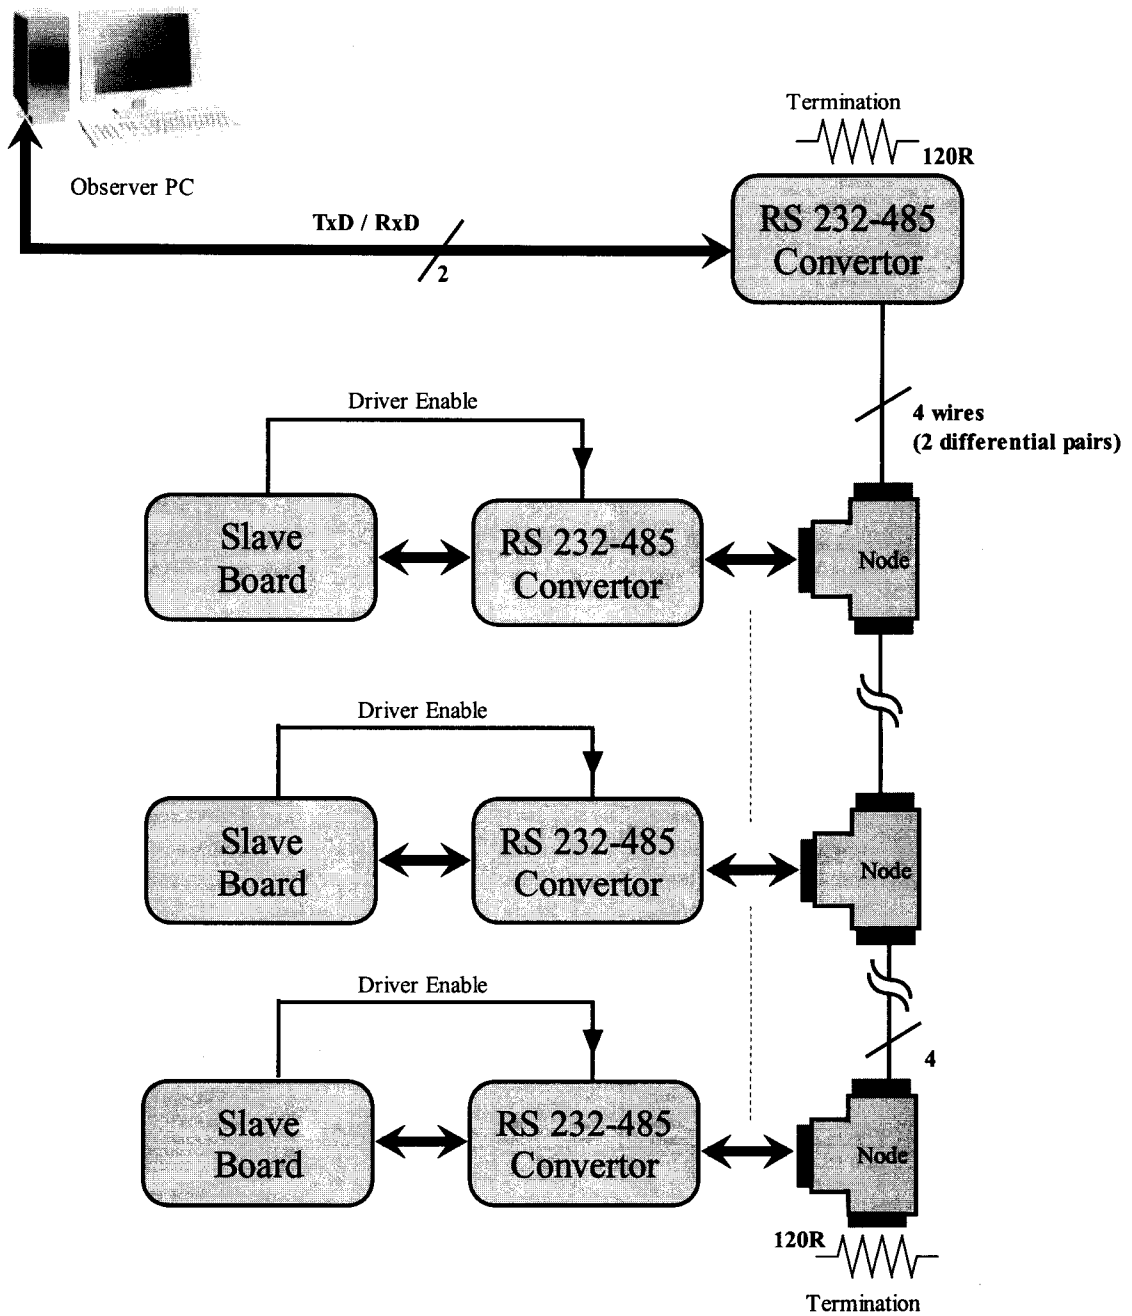 Termination
120R
Observer PC
RS 232-485
Convertor
TxD / RxD
2
Driver Enable
4 wires
(2 differential pairs)
Slave
Board
RS 232-485
Convertor
Node
Driver Enable
Slave
Board
RS 232-485
Convertor
Node
Driver Enable
4
Slave
Board
RS 232-485
Convertor
Node
120R
Termination